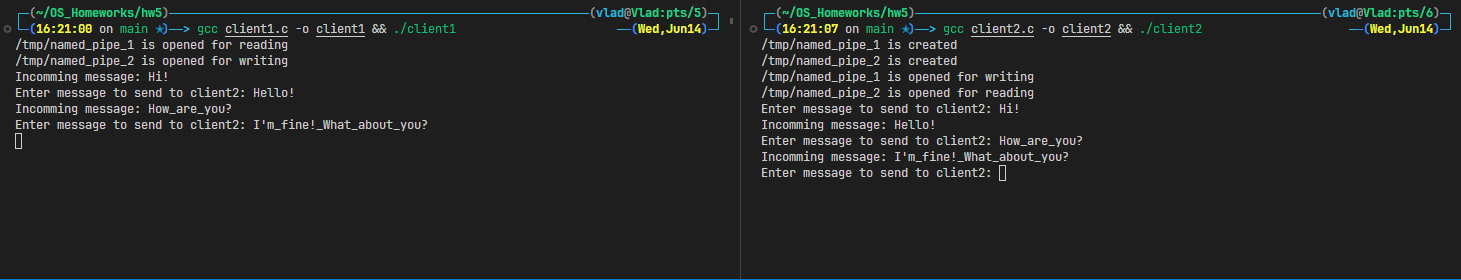 (~/OS_Homeworks/hw5) (vlad@Vlad:pts/5)
(16:21:00 on main ★)—> gcc client1.c -o client1 && ./client1 (Wed,Jun14)
/tmp/named_pipe_1 is opened for reading
/tmp/named_pipe_2 is opened for writing
Incomming message: Hi!
Enter message to send to client2: Hello!
Incomming message: How_are_you?
Enter message to send to client2: I'm_fine!_What_about_you?
(~/OS_Homeworks/hw5) (vlad@Vlad:pts/6)
(16:21:07 on main ★)—> gcc client2.c -o client2 && ./client2 (Wed,Jun14)
/tmp/named_pipe_1 is created
/tmp/named_pipe_2 is created
/tmp/named_pipe_1 is opened for writing
/tmp/named_pipe_2 is opened for reading
Enter message to send to client2: Hi!
Incomming message: Hello!
Enter message to send to client2: How_are_you?
Incomming message: I'm_fine!_What_about_you?
Enter message to send to client2: